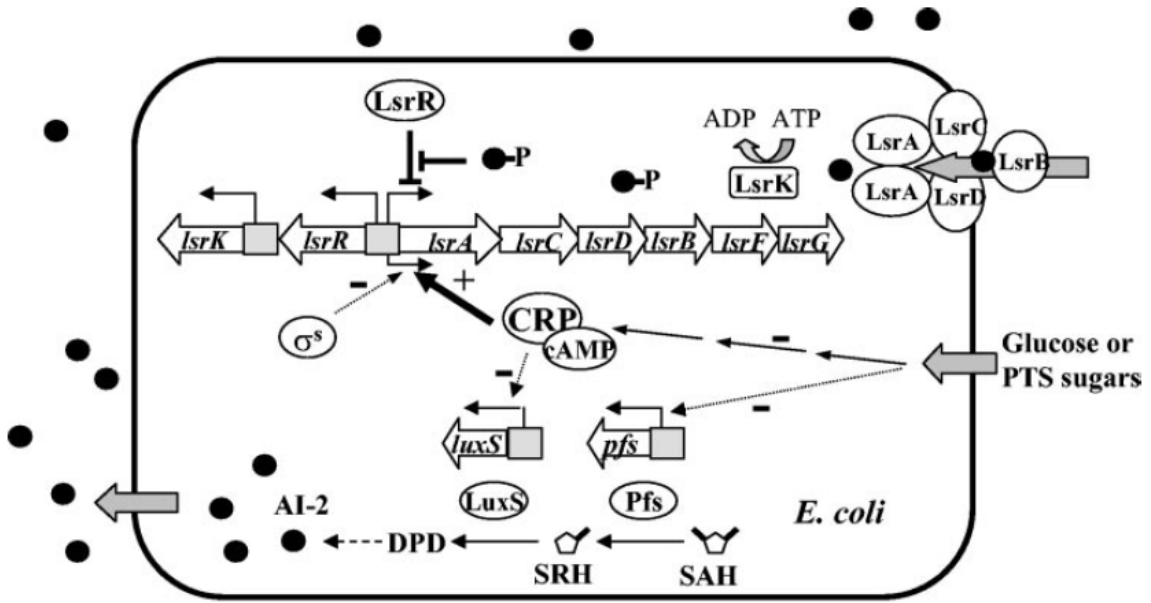 LsrR
ADP ATP
LsrK
P
P
LsrA
LsrC
LsrB
LsrA
LsrD
lsrK
lsrR
lsrA
lsrC
lsrD
lsrB
lsrF
lsrG
-
+
σˢ
CRP
cAMP
-
-
-
Glucose or
PTS sugars
luxS
pfs
LuxS
Pfs
E. coli
AI-2
DPD
SRH
SAH